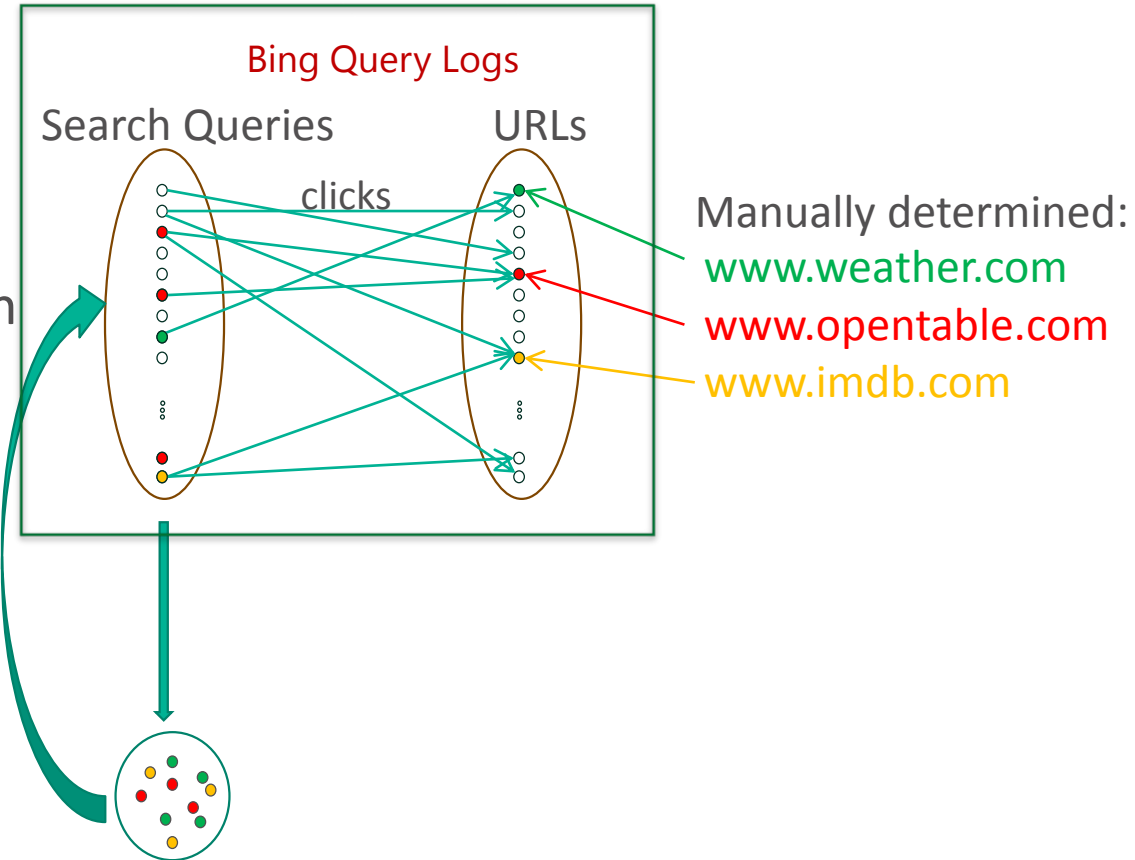 Bing Query Logs
Search Queries URLs
clicks
Manually determined:
www.weather.com
www.opentable.com
www.imdb.com